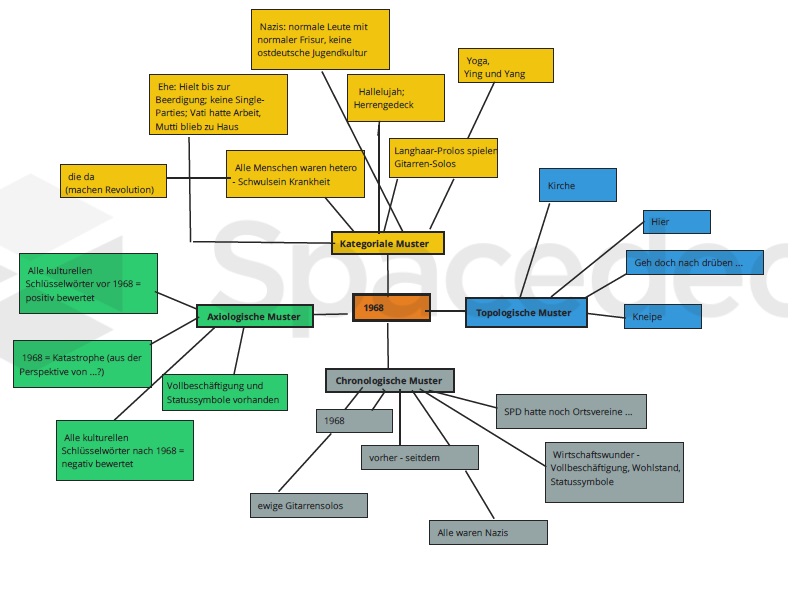 Nazis: normale Leute mit
normaler Frisur, keine
ostdeutsche Jugendkultur
Yoga,
Ying und Yang
Ehe: Hielt bis zur
Beerdigung; keine Single-
Parties; Vati hatte Arbeit,
Mutti blieb zu Haus
Hallelujah;
Herrengedeck
Langhaar-Prolos spielen
Gitarren-Solos
die da
(machen Revolution)
Alle Menschen waren hetero
- Schwulsein Krankheit
Kirche
Hier
Kategoriale Muster
Geh doch nach drüben ...
Alle kulturellen
Schlüsselwörter vor 1968 =
positiv bewertet
1968
Axiologische Muster
Topologische Muster
Kneipe
1968 = Katastrophe (aus der
Perspektive von ...?)
Chronologische Muster
Vollbeschäftigung und
Statussymbole vorhanden
1968
SPD hatte noch Ortsvereine ...
Alle kulturellen
Schlüsselwörter nach 1968 =
negativ bewertet
vorher - seitdem
Wirtschaftswunder -
Vollbeschäftigung, Wohlstand,
Statussymbole
ewige Gitarrensolos
Alle waren Nazis
Spacedec